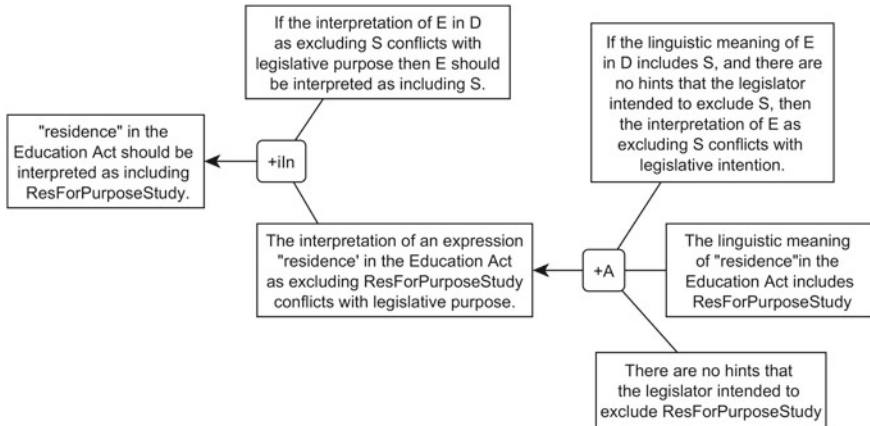 If the interpretation of E in D
as excluding S conflicts with
legislative purpose then E should
be interpreted as including S.
If the linguistic meaning of E
in D includes S, and there are
no hints that the legislator
intended to exclude S, then
the interpretation of E as
excluding S conflicts with
legislative intention.
"residence" in the
Education Act should be
interpreted as including
ResForPurposeStudy.
+iIn
The interpretation of an expression
"residence' in the Education Act
as excluding ResForPurposeStudy
conflicts with legislative purpose.
+A
The linguistic meaning
of "residence"in the
Education Act includes
ResForPurposeStudy
There are no hints that
the legislator intended to
exclude ResForPurposeStudy